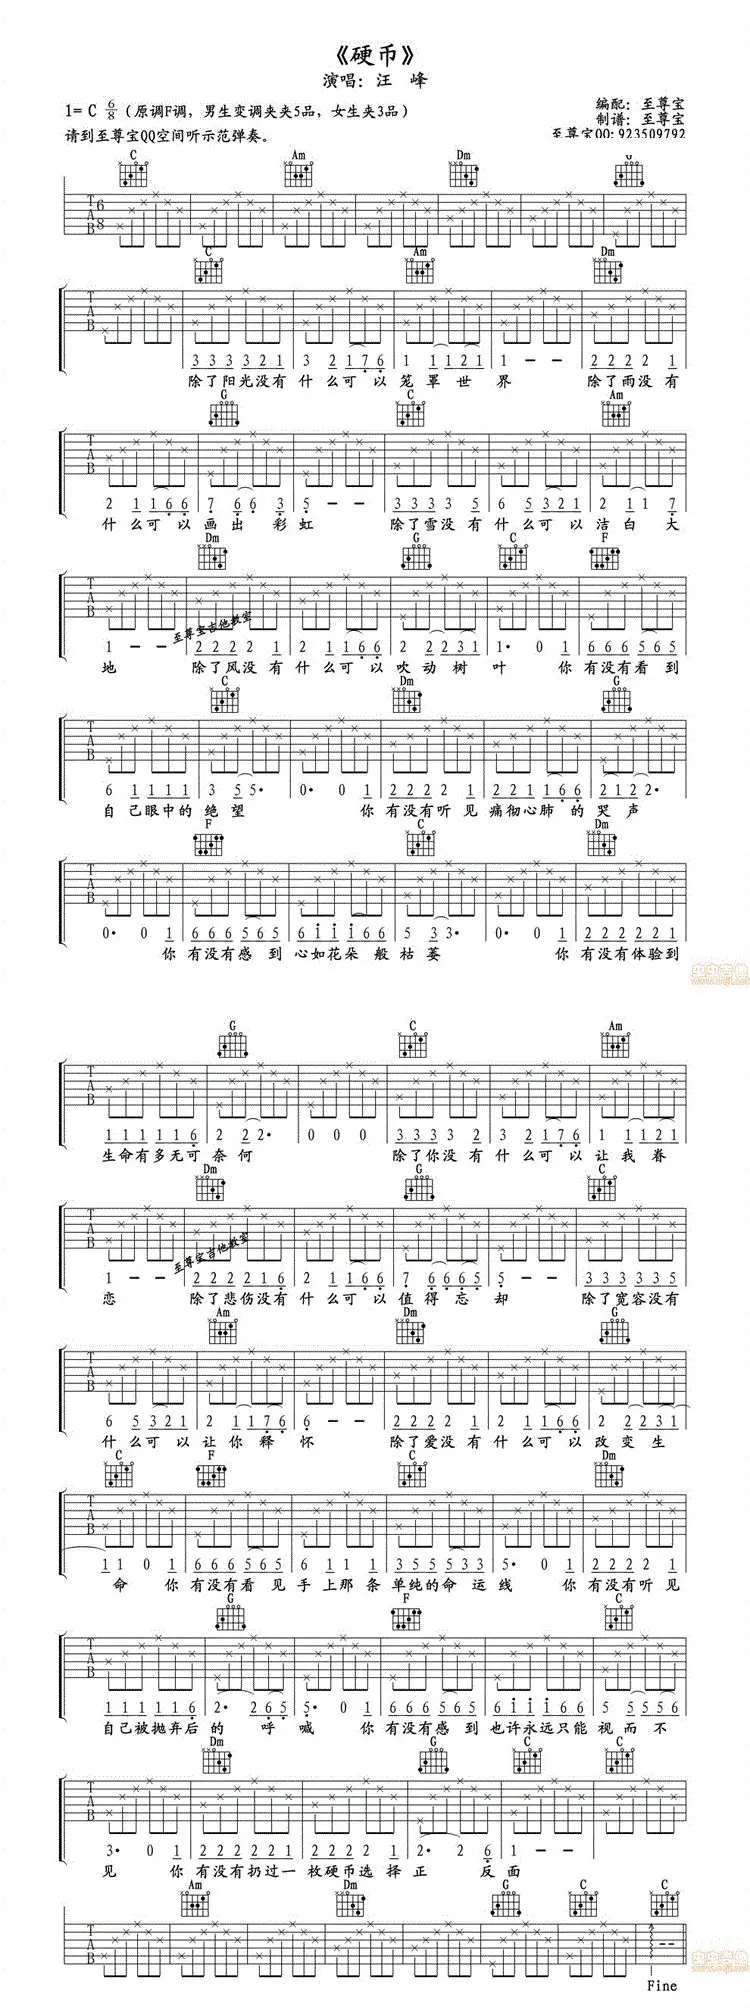 《硬币》
演唱：汪 峰
1= C 6/8（原调F调，男生变调夹夹5品，女生夹3品）
编配：至尊宝
制谱：至尊宝
请到至尊宝QQ空间听示范弹奏。
至尊宝QQ: 923509792
C Am Dm G
T A B 6 8
C Am Dm
T A B
3 3 3 3 2 1 3 2 1 7 6 1 1 1 2 1 1 - - 2 2 2 2 1
除了阳光没有什么可以笼罩世界 除了雨没有
G C Am
T A B
2 1 1 6 6 7 6 6 3 5 - - 3 3 3 3 5 6 5 3 2 1 2 1 1 7
什么可以画出彩虹 除了雪没有什么可以洁白大
Dm G C F
T A B
至尊宝吉他教室
1 - - 2 2 2 2 1 2 1 1 6 6 2 2 2 3 1 1· 0 1 6 6 6 5 6 5
地 除了风没有什么可以吹动树叶 你有没有看到
C Dm G
T A B
6 1 1 1 1 3 5 5· 0· 0 1 2 2 2 2 1 2 2 1 1 6 6 2 1 2 2·
自己眼中的绝望 你有没有听见痛彻心肺的哭声
F C Dm
T A B
0· 0 1 6 6 6 5 6 5 6 1 1 1 6 6 5 3 3· 0· 0 1 2 2 2 2 2 1
你有没有感到心如花朵般枯萎 你有没有体验到
虫虫吉他
www.ccjt.com
G C Am
T A B
1 1 1 1 1 6 2 2 2· 0 0 0 3 3 3 3 2 3 2 1 7 6 1 1 1 2 1
生命有多无可奈何 除了你没有什么可以让我眷
Dm G C
T A B
至尊宝吉他教室
1 - - 2 2 2 2 1 6 2 1 1 6 6 7 6 6 6 5 5 - - 3 3 3 3 3 5
恋 除了悲伤没有什么可以值得忘却 除了宽容没有
Am Dm G
T A B
6 5 3 2 1 2 1 1 7 6 6 - - 2 2 2 2 1 2 1 1 6 6 2 2 2 3 1
什么可以让你释怀 除了爱没有什么可以改变生
C F C Dm
T A B
1 1 0 1 6 6 6 5 6 5 6 1 1 1 3 5 5 5 3 3 5· 0 1 2 2 2 2 1
命 你有没有看见手上那条单纯的命运线 你有没有听见
G F C
T A B
1 1 1 1 1 6 2· 2 6 5 5· 0 1 6 6 6 5 6 5 6 1 1 1 6 6 5 5 5 5 6
自己被抛弃后的呼喊 你有没有感到也许永远只能视而不
Dm G C C
T A B
3· 0 1 2 2 2 2 2 1 2 2 2 2 1 2· 2 6 1 - -
见 你有没有扔过一枚硬币选择正反面
Am Dm G C C
T A B
Fine
虫虫吉他
www.ccjt.com